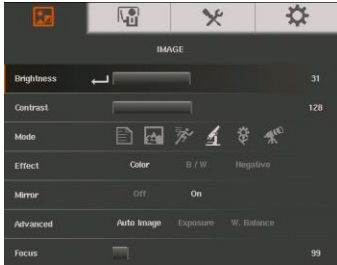 IMAGE
Brightness 31
Contrast 128
Mode
Effect Color B / W Negative
Mirror Off On
Advanced Auto Image Exposure W. Balance
Focus 99